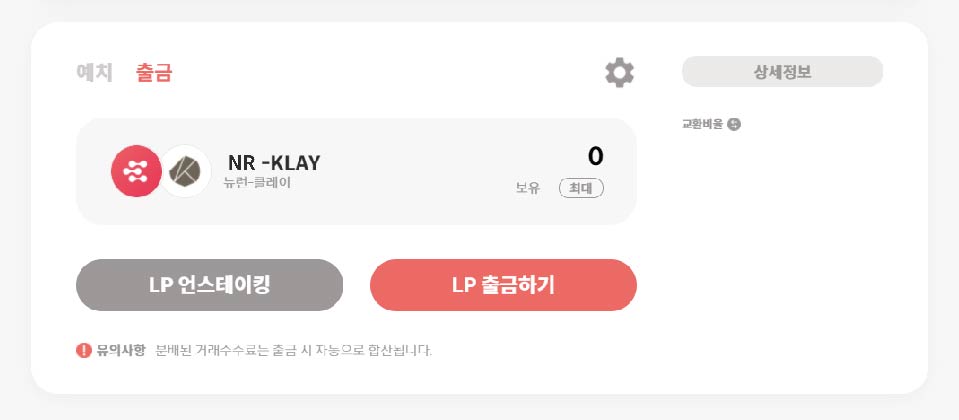 예치 출금
상세정보
교환비율
NR -KLAY
뉴런-클레이
0
보유 최대
LP 언스테이킹
LP 출금하기
유의사항 분배된 거래수수료는 출금 시 자동으로 합산됩니다.